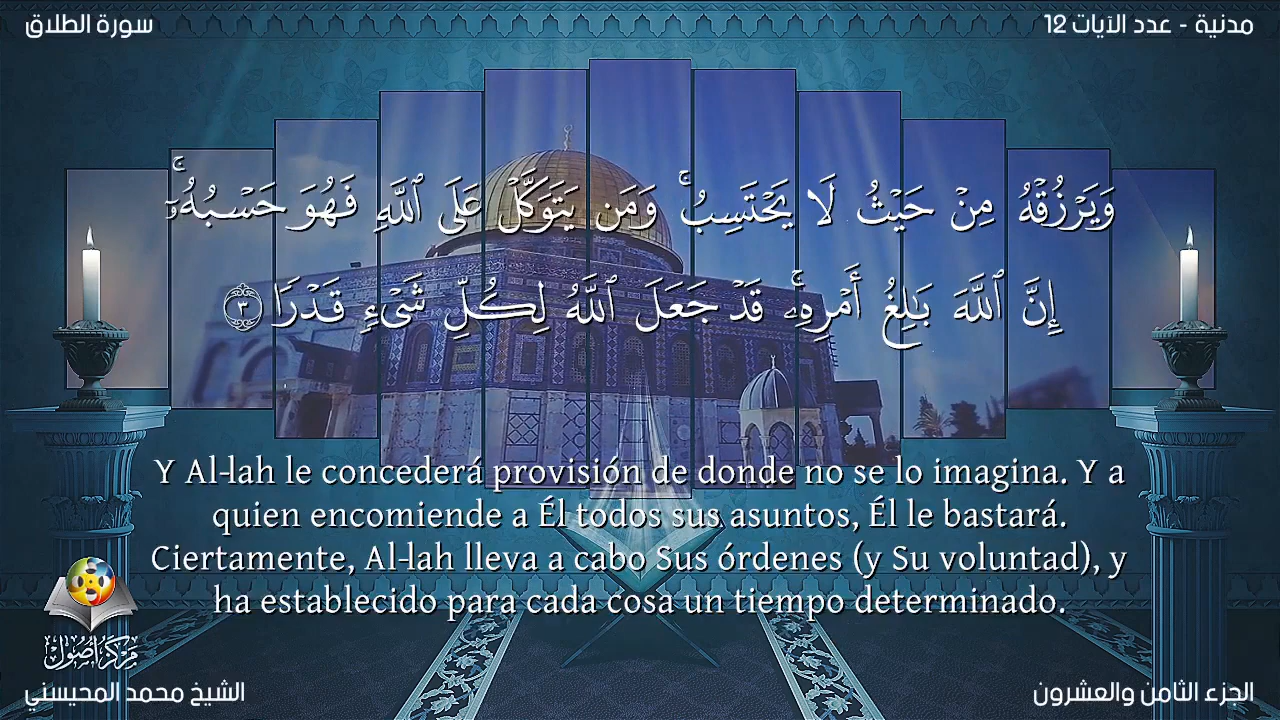 سورة الطلاق
مدنية - عدد الآيات 12
وَيَرْزُقْهُ مِنْ حَيْثُ لَا يَحْتَسِبُ ۚ وَمَن يَتَوَكَّلْ عَلَى ٱللَّهِ فَهُوَ حَسْبُهُۥٓ ۚ
إِنَّ ٱللَّهَ بَـٰلِغُ أَمْرِهِۦ ۚ قَدْ جَعَلَ ٱللَّهُ لِكُلِّ شَىْءٍ قَدْرًا ٣
Y Al-lah le concederá provisión de donde no se lo imagina. Y a
quien encomiende a Él todos sus asuntos, Él le bastará.
Ciertamente, Al-lah lleva a cabo Sus órdenes (y Su voluntad), y
ha establecido para cada cosa un tiempo determinado.
مركز أصول
الشيخ محمد المحيسني
الجزء الثامن والعشرون